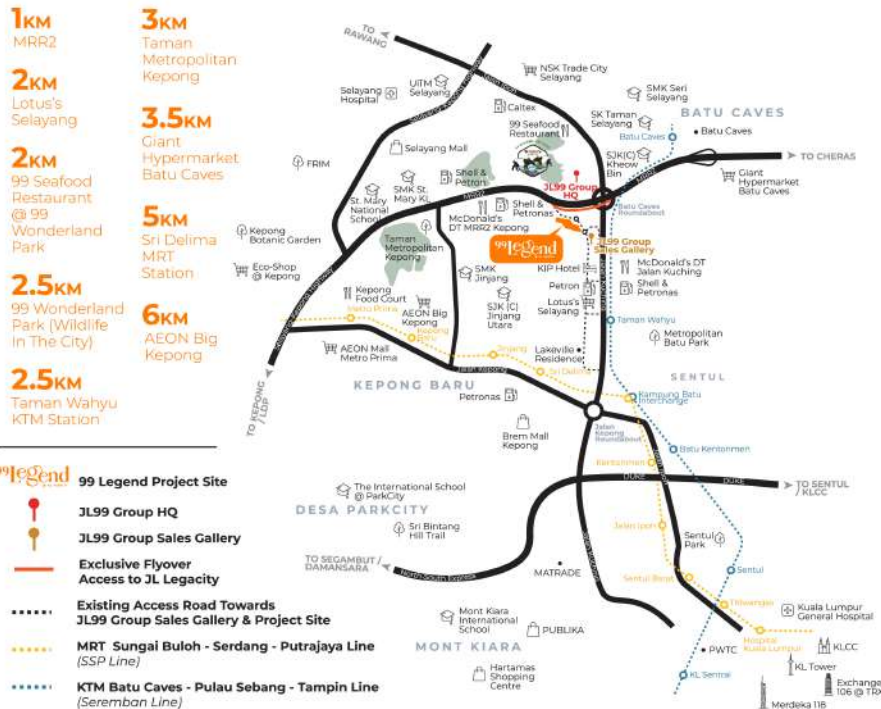 1KM
MRR2
2KM
Lotus's
Selayang
2KM
99 Seafood
Restaurant
@ 99
Wonderland
Park
2.5KM
99 Wonderland
Park (Wildlife
In The City)
2.5KM
Taman Wahyu
KTM Station
3KM
Taman
Metropolitan
Kepong
3.5KM
Giant
Hypermarket
Batu Caves
5KM
Sri Delima
MRT
Station
6KM
AEON Big
Kepong
99 Legend
99 Legend Project Site
JL99 Group HQ
JL99 Group Sales Gallery
Exclusive Flyover
Access to JL Legacity
Existing Access Road Towards
JL99 Group Sales Gallery & Project Site
MRT Sungai Buloh - Serdang - Putrajaya Line
(SSP Line)
KTM Batu Caves - Pulau Sebang - Tampin Line
(Seremban Line)
TO
RAWANG
NSK Trade City
Selayang
UiTM
Selayang
Selayang
Hospital
Caltex
SMK Seri
Selayang
SK Taman
Selayang
BATU CAVES
Batu Caves
Batu Caves
99 Seafood
Restaurant
Selayang Mall
SJK(C)
Kheow
Bin
TO CHERAS
FRIM
Shell &
Petron
JL99 Group
HQ
MRR2
Giant
Hypermarket
Batu Caves
SMK St.
Mary KL
St. Mary
National
School
MRR2
Shell &
Petronas
Batu Caves
Roundabout
McDonald's
DT MRR2 Kepong
Kepong
Botanic Garden
Taman
Metropolitan
Kepong
99 Legend
JL99 Group
Sales Gallery
Eco-Shop
@ Kepong
SMK
Jinjang
KIP Hotel
McDonald's DT
Jalan Kuching
Petron
Shell &
Petronas
Kepong
Food Court
SJK (C)
Jinjang
Utara
Lotus's
Selayang
Metro Prima
AEON Big
Kepong
Taman Wahyu
Kepong
Baru
Metropolitan
Batu Park
AEON Mall
Metro Prima
Jinjang
Lakeville
Residence
Jalan Kepong
Sri Delima
SENTUL
KEPONG BARU
TO KEPONG
/ LDP
Petronas
Kampung Batu
Interchange
Brem Mall
Kepong
Jalan
Kepong
Roundabout
Batu Kentonmen
Kentonmen
Jalan Ipoh
DUKE
DUKE
TO SENTUL
/ KLCC
The International School
@ ParkCity
DESA PARKCITY
Sri Bintang
Hill Trail
Jalan Ipoh
Sentul
Park
TO SEGAMBUT /
DAMANSARA
North-South Express
MATRADE
Sentul Barat
Sentul
Titiwangsa
Kuala Lumpur
General Hospital
Mont Kiara
International
School
PUBLIKA
MONT KIARA
Hospital
Kuala Lumpur
PWTC
KLCC
KL Tower
Hartamas
Shopping
Centre
KL Sentral
Exchange
106 @ TRX
Merdeka 118